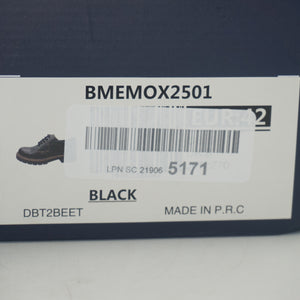 BMEMOX2501
EUR:42
LPN SC 21906 5171
BLACK
DBT2BEET MADE IN P.R.C